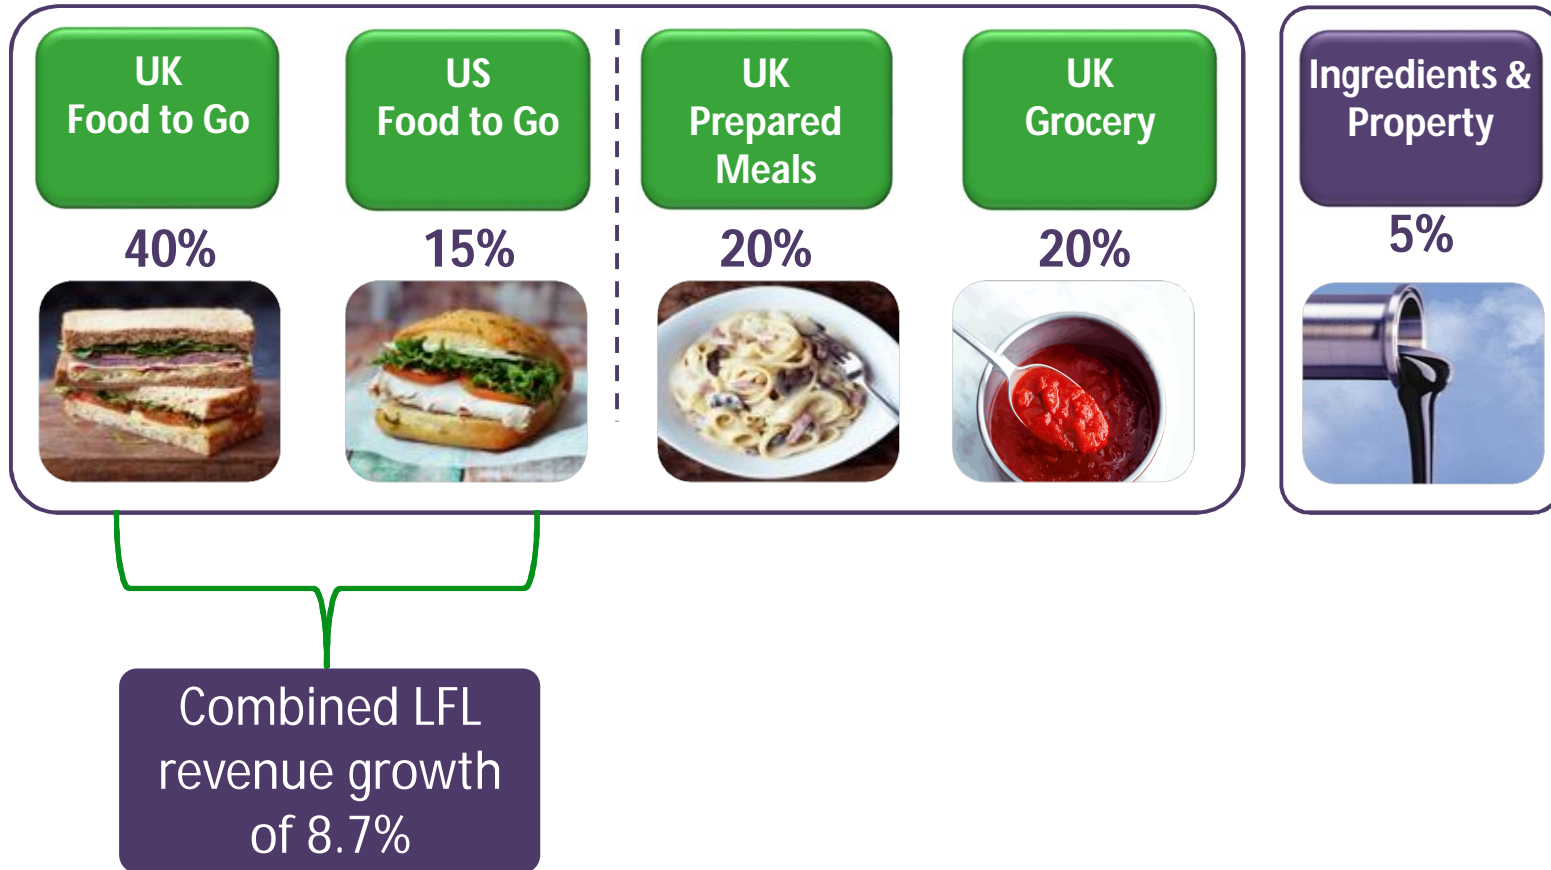 UK
Food to Go
40%
US
Food to Go
15%
UK
Prepared
Meals
20%
UK
Grocery
20%
Ingredients &
Property
5%
Combined LFL
revenue growth
of 8.7%